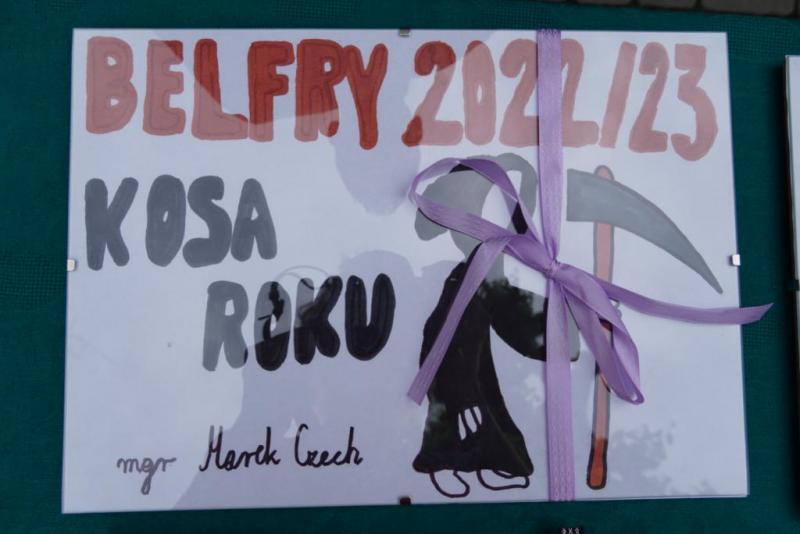 BELFRY 2022/23
KOSA
ROKU
mgr Marek Czech